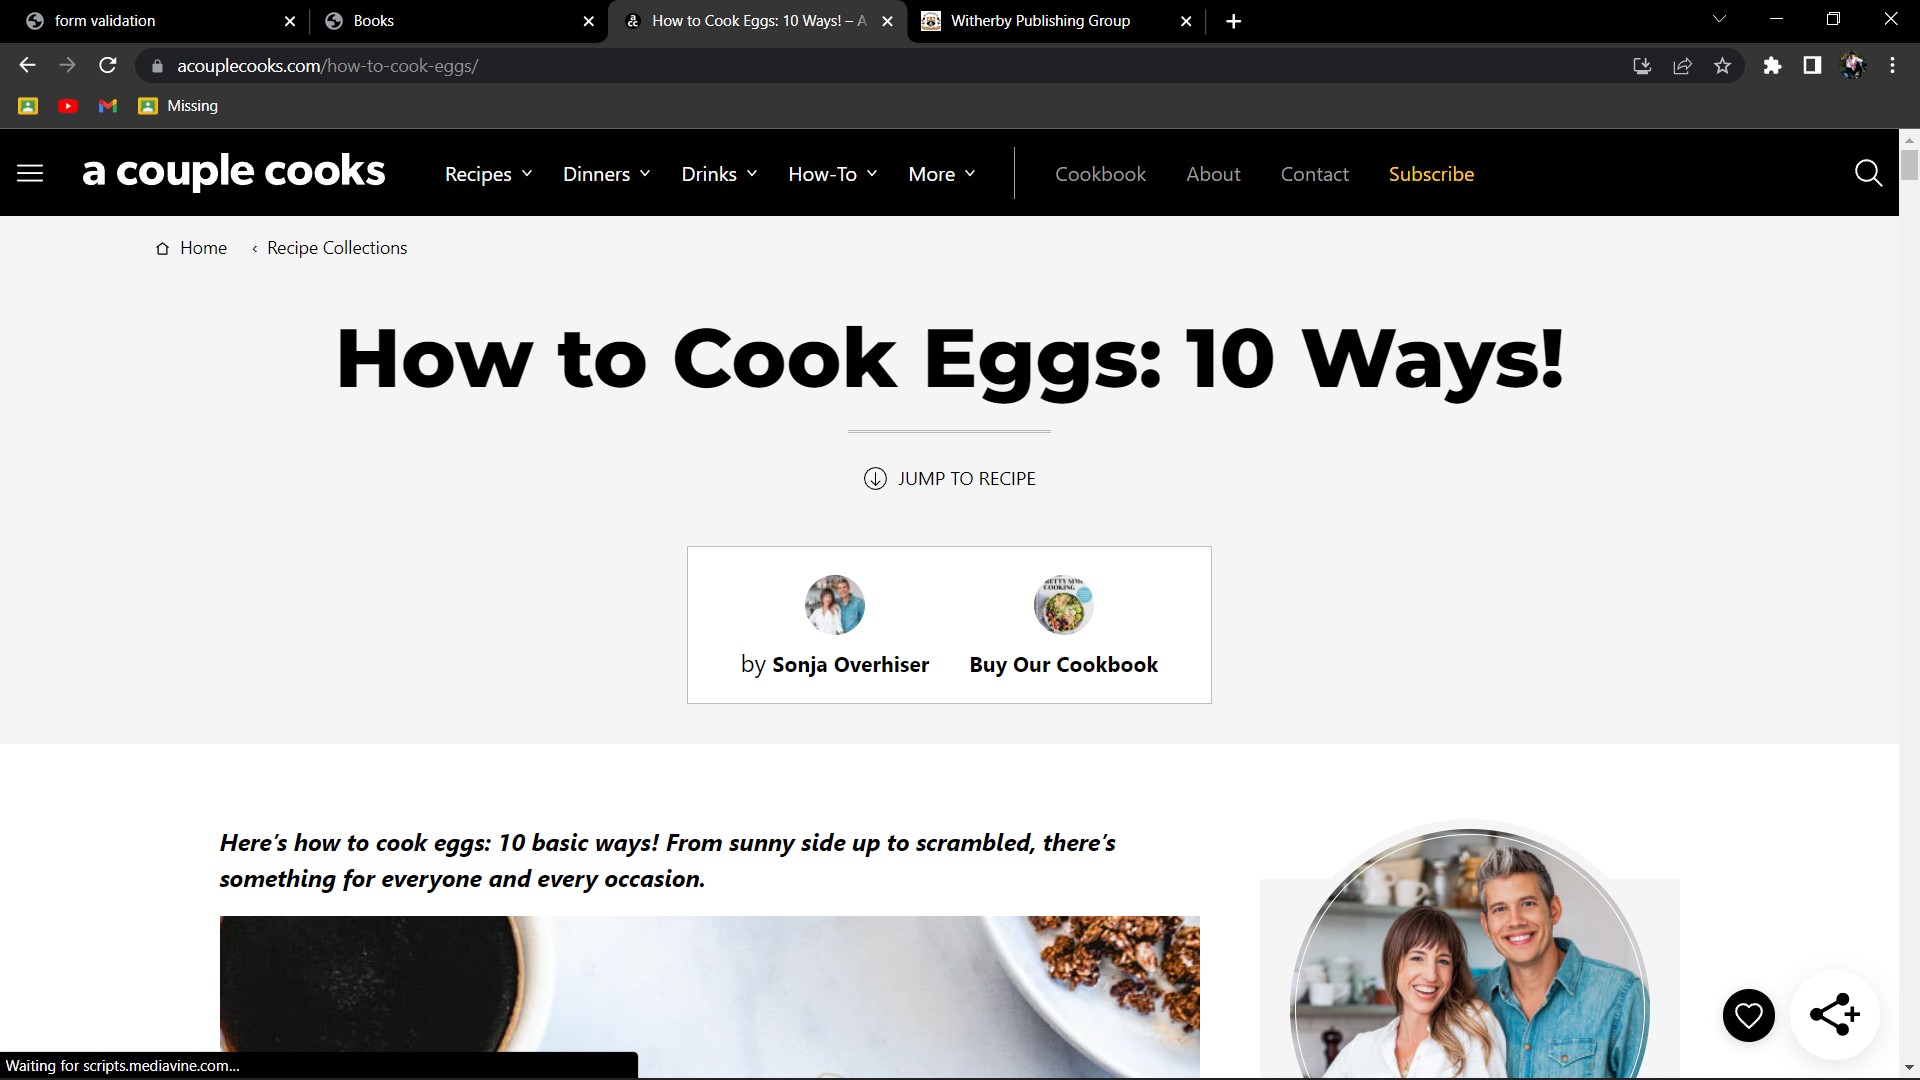 form validation
Books
How to Cook Eggs: 10 Ways! – A
Witherby Publishing Group
acouplecooks.com/how-to-cook-eggs/
Missing
a couple cooks
Recipes
Dinners
Drinks
How-To
More
Cookbook
About
Contact
Subscribe
Home
‹ Recipe Collections
How to Cook Eggs: 10 Ways!
JUMP TO RECIPE
COOKING
by Sonja Overhiser
Buy Our Cookbook
Here’s how to cook eggs: 10 basic ways! From sunny side up to scrambled, there’s
something for everyone and every occasion.
Waiting for scripts.mediavine.com...